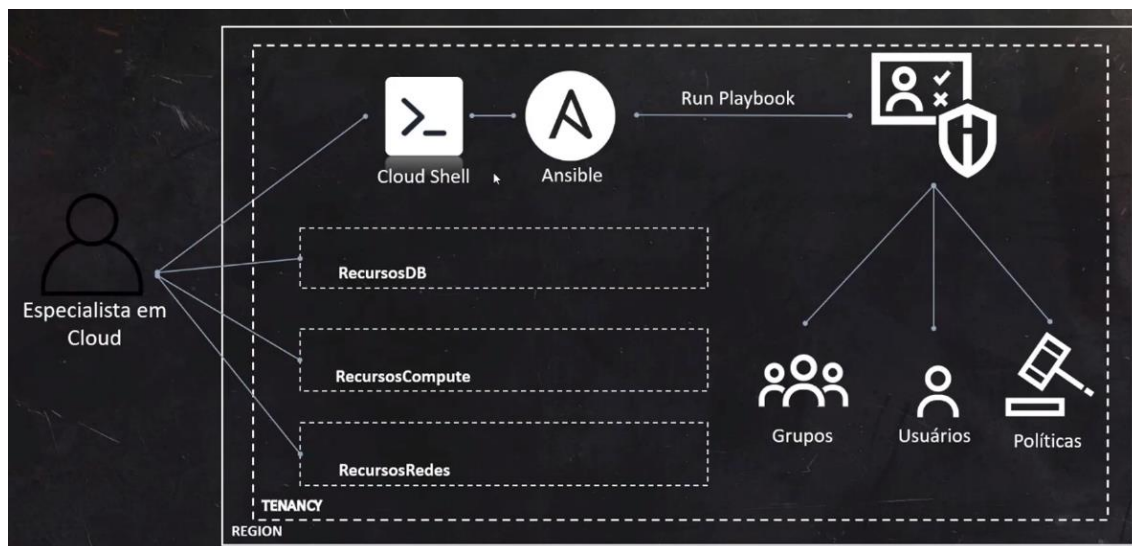 Run Playbook
Cloud Shell
Ansible
RecursosDB
Especialista em
Cloud
RecursosCompute
Grupos
Usuários
Políticas
RecursosRedes
TENANCY
REGION